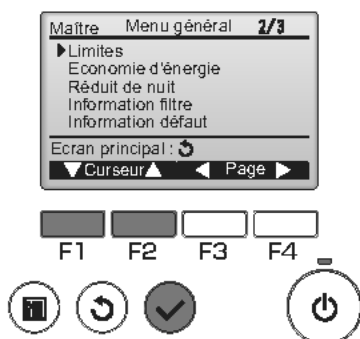 Maître Menu général 2/3
Limites
Economie d'énergie
Réduit de nuit
Information filtre
Information défaut
Ecran principal :
Curseur Page
F1 F2 F3 F4